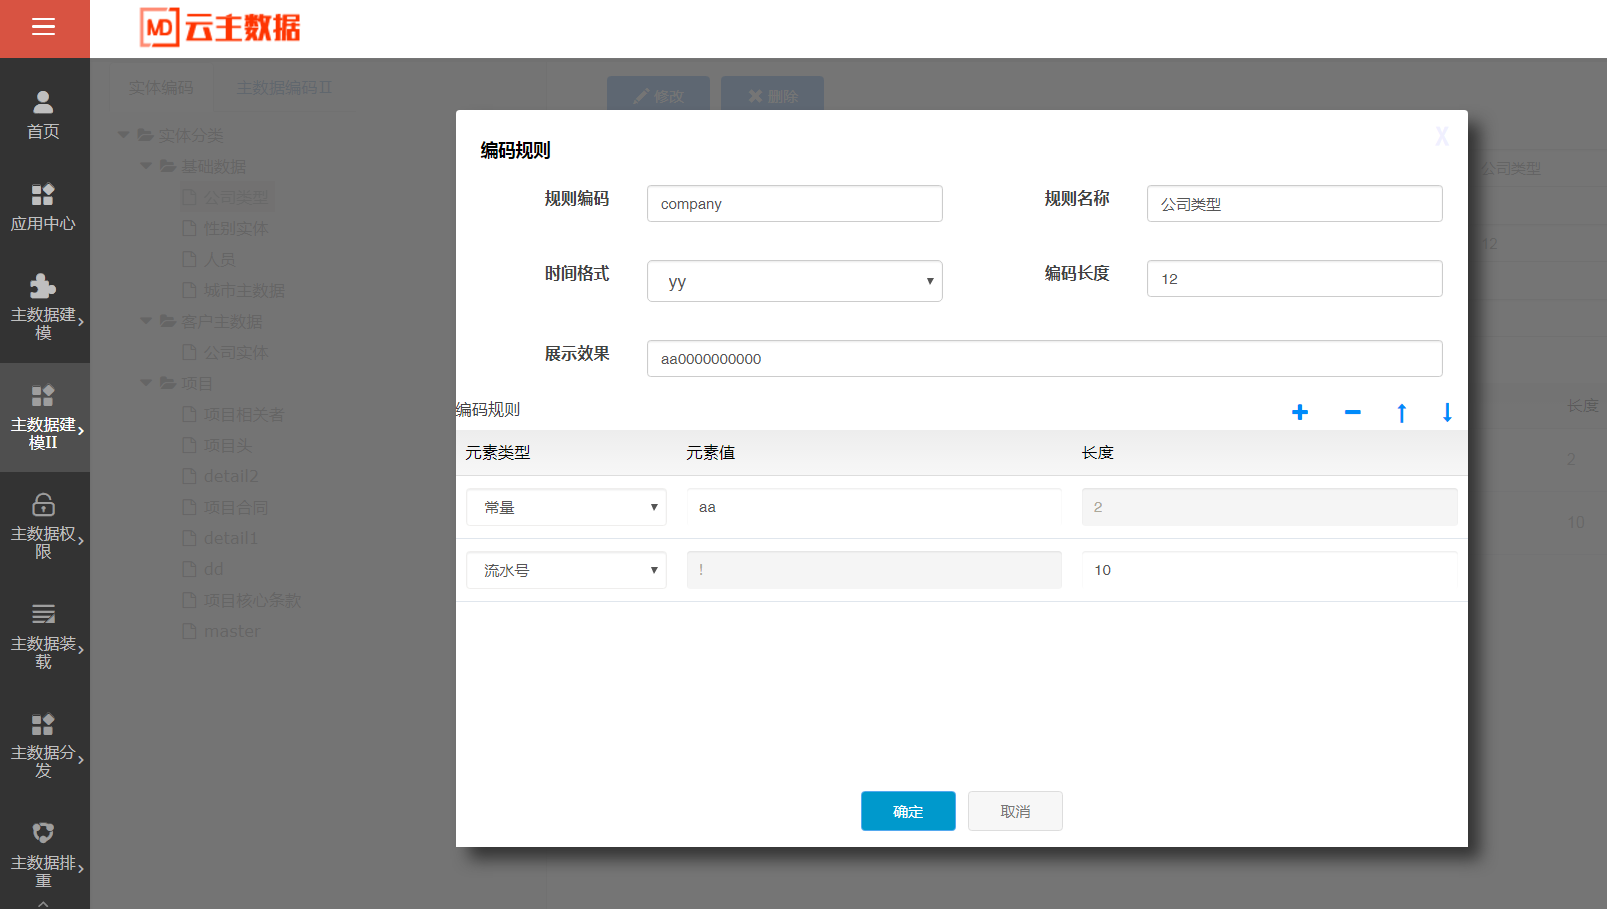 MD 云主数据
首页
应用中心
主数据建
模
主数据建
模II
主数据权
限
主数据装
载
主数据分
发
主数据排
重
实体编码
主数据编码II
实体分类
基础数据
公司类型
性别实体
人员
城市主数据
客户主数据
公司实体
项目
项目相关者
项目头
detail2
项目合同
detail1
dd
项目核心条款
master
修改
删除
公司类型
12
长度
2
10
编码规则
X
规则编码
company
规则名称
公司类型
时间格式
yy
编码长度
12
展示效果
aa0000000000
编码规则
元素类型 元素值 长度
常量 aa 2
流水号 ! 10
确定
取消